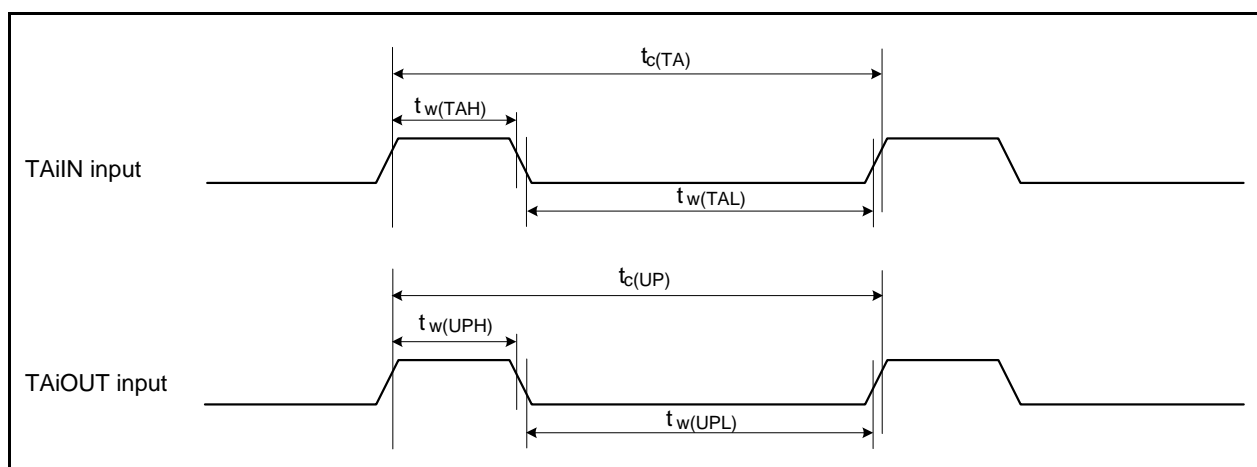 tc(TA)
tw(TAH)
TAiIN input
tw(TAL)
tc(UP)
tw(UPH)
TAiOUT input
tw(UPL)